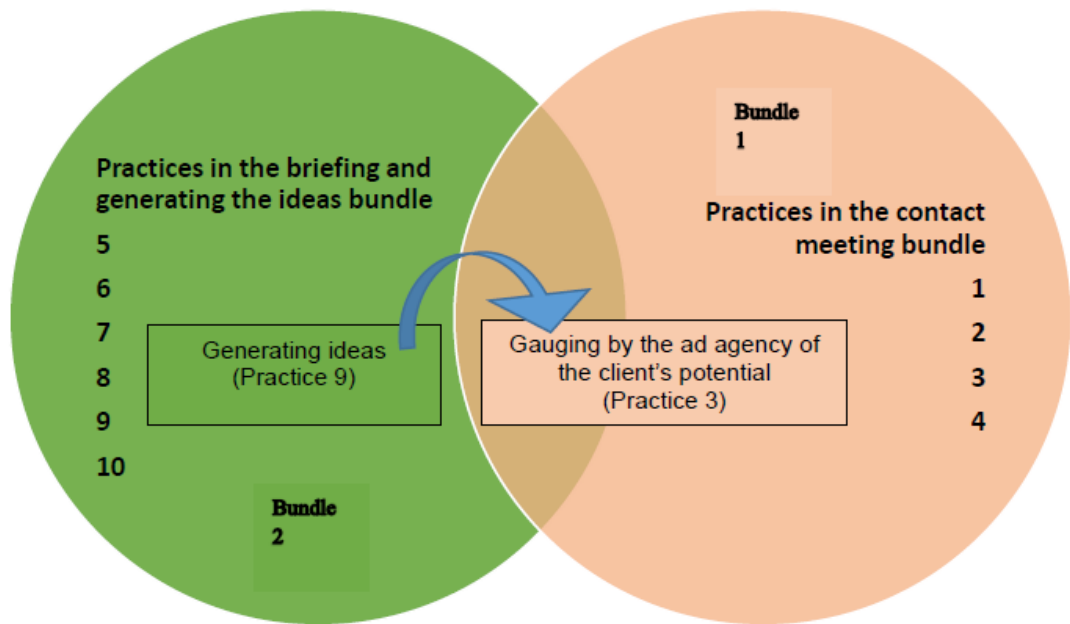 Practices in the briefing and
generating the ideas bundle
5
6
7
8
9
10
Generating ideas
(Practice 9)
Bundle
2
Bundle
1
Practices in the contact
meeting bundle
1
2
3
4
Gauging by the ad agency of
the client's potential
(Practice 3)